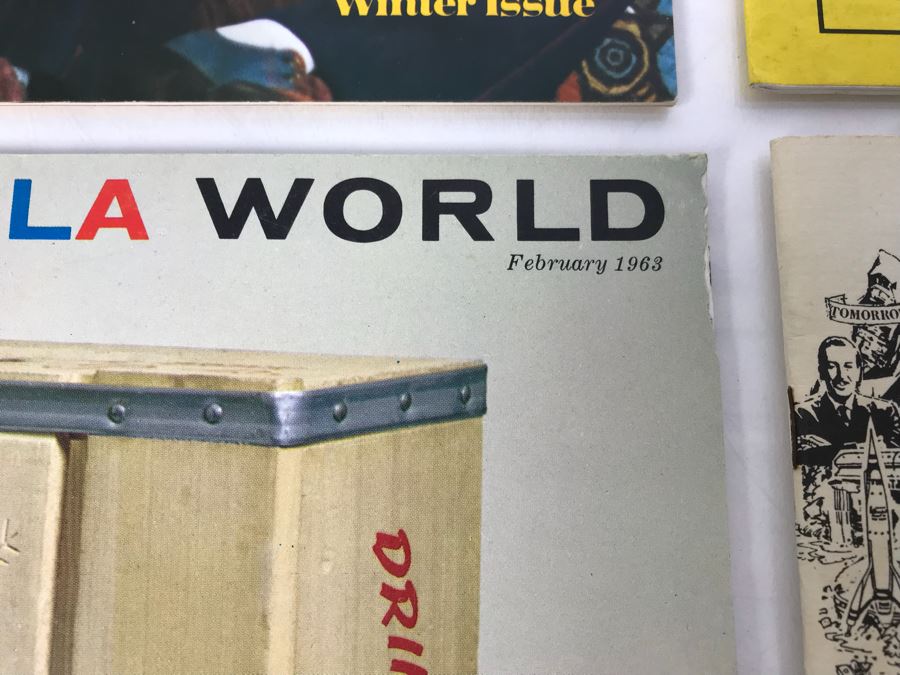 Winter Issue
LA WORLD
February 1963
TOMORRO
DRI